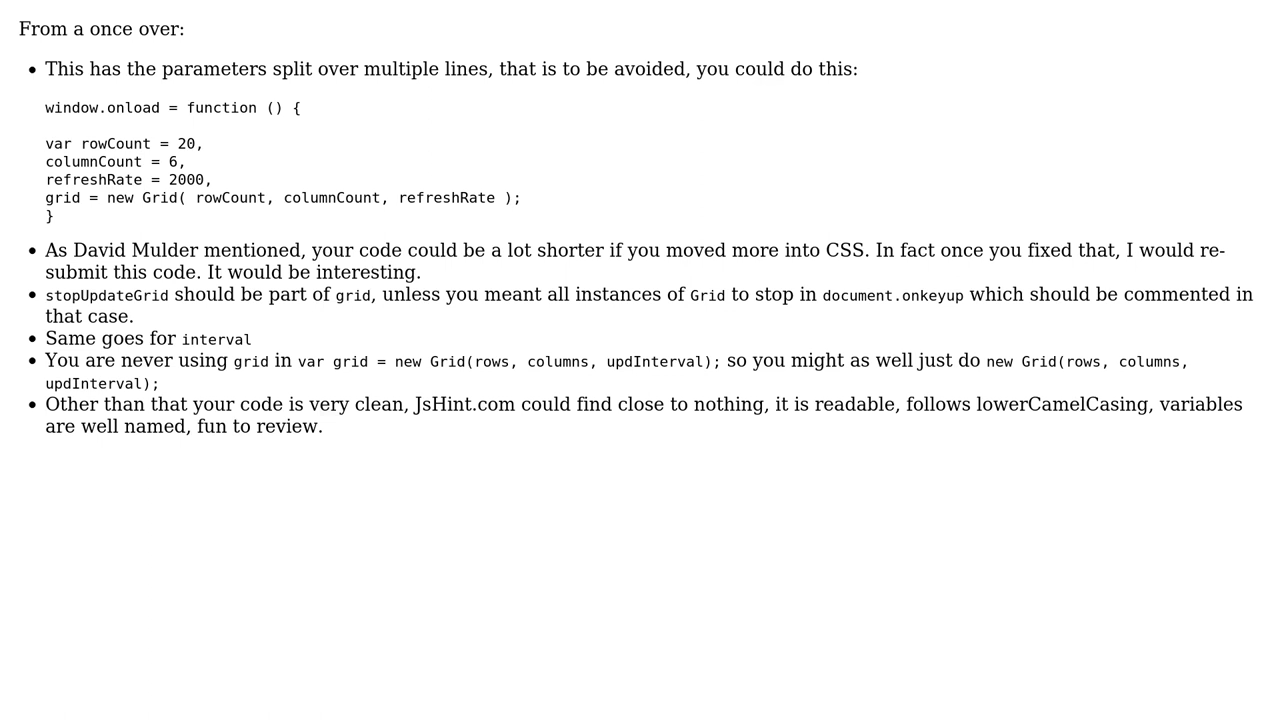 From a once over:
This has the parameters split over multiple lines, that is to be avoided, you could do this:
window.onload = function () {
var rowCount = 20,
columnCount = 6,
refreshRate = 2000,
grid = new Grid( rowCount, columnCount, refreshRate );
}
As David Mulder mentioned, your code could be a lot shorter if you moved more into CSS. In fact once you fixed that, I would re-
submit this code. It would be interesting.
stopUpdateGrid should be part of grid, unless you meant all instances of Grid to stop in document.onkeyup which should be commented in
that case.
Same goes for interval
You are never using grid in var grid = new Grid(rows, columns, updInterval); so you might as well just do new Grid(rows, columns,
updInterval);
Other than that your code is very clean, JsHint.com could find close to nothing, it is readable, follows lowerCamelCasing, variables
are well named, fun to review.